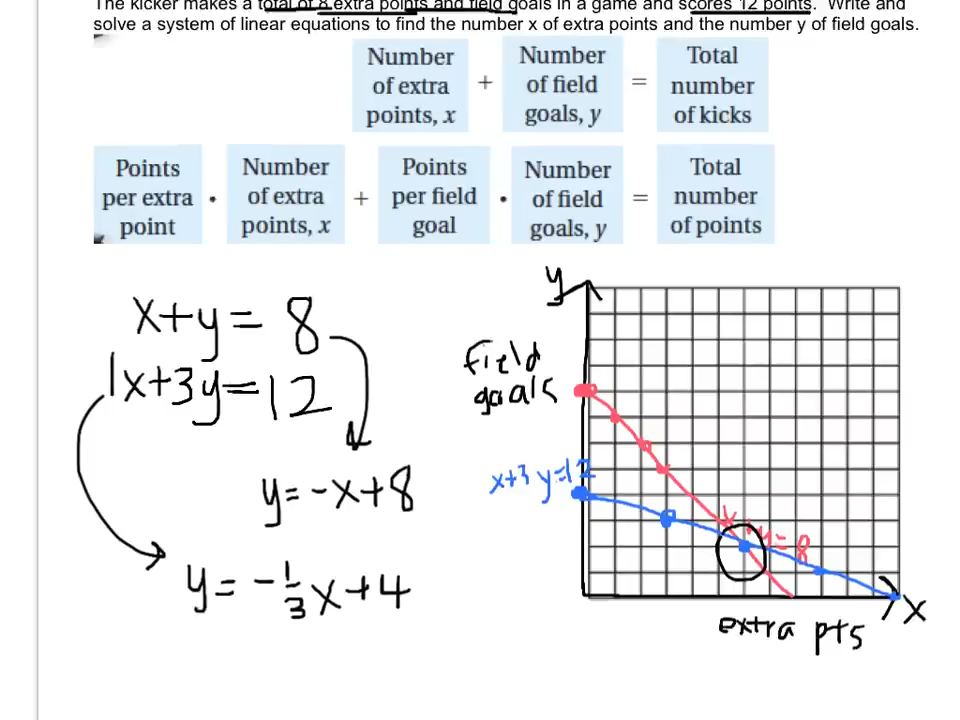 The kicker makes a total of 8 extra points and field goals in a game and scores 12 points. Write and
solve a system of linear equations to find the number x of extra points and the number y of field goals.
Number of extra points, x + Number of field goals, y = Total number of kicks
Points per extra point • Number of extra points, x + Points per field goal • Number of field goals, y = Total number of points
x+y=8
1x+3y=12
y=-x+8
y=-1/3x+4
y
field
goals
x+3y=12
x+y=8
x
extra pts